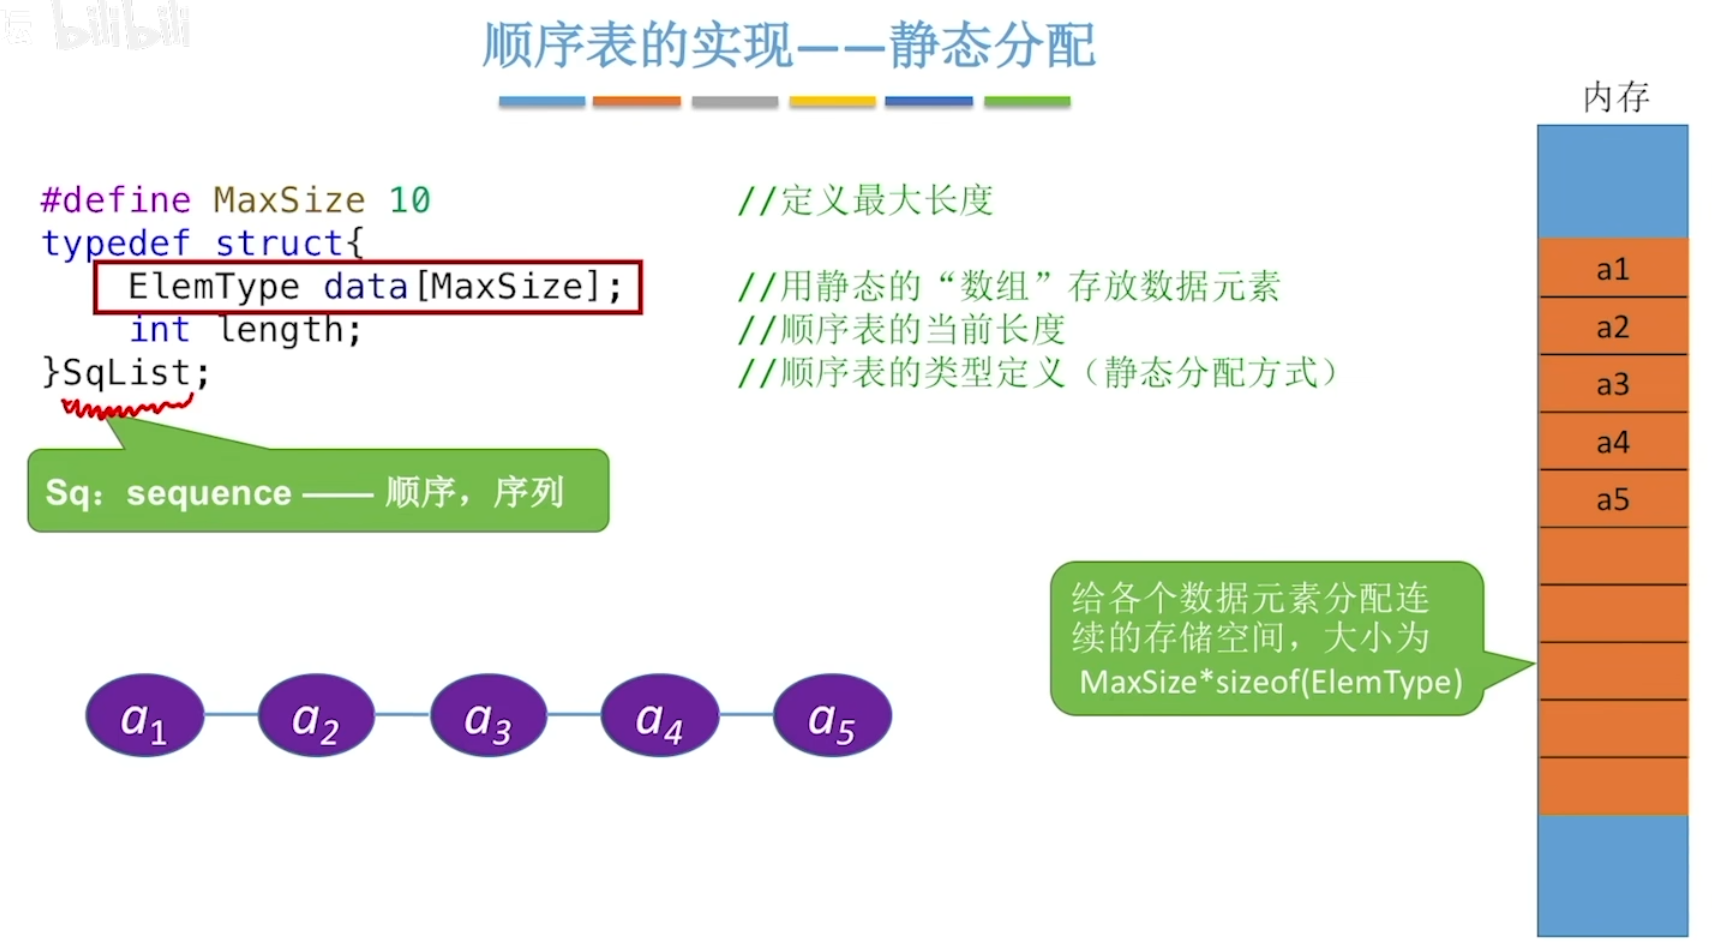 bilibili
顺序表的实现——静态分配
内存
#define MaxSize 10 //定义最大长度
typedef struct{
ElemType data[MaxSize]; //用静态的“数组”存放数据元素
int length; //顺序表的当前长度
}SqList; //顺序表的类型定义（静态分配方式）
Sq：sequence —— 顺序，序列
a1
a2
a3
a4
a5
给各个数据元素分配连
续的存储空间，大小为
MaxSize*sizeof(ElemType)
a1 a2 a3 a4 a5